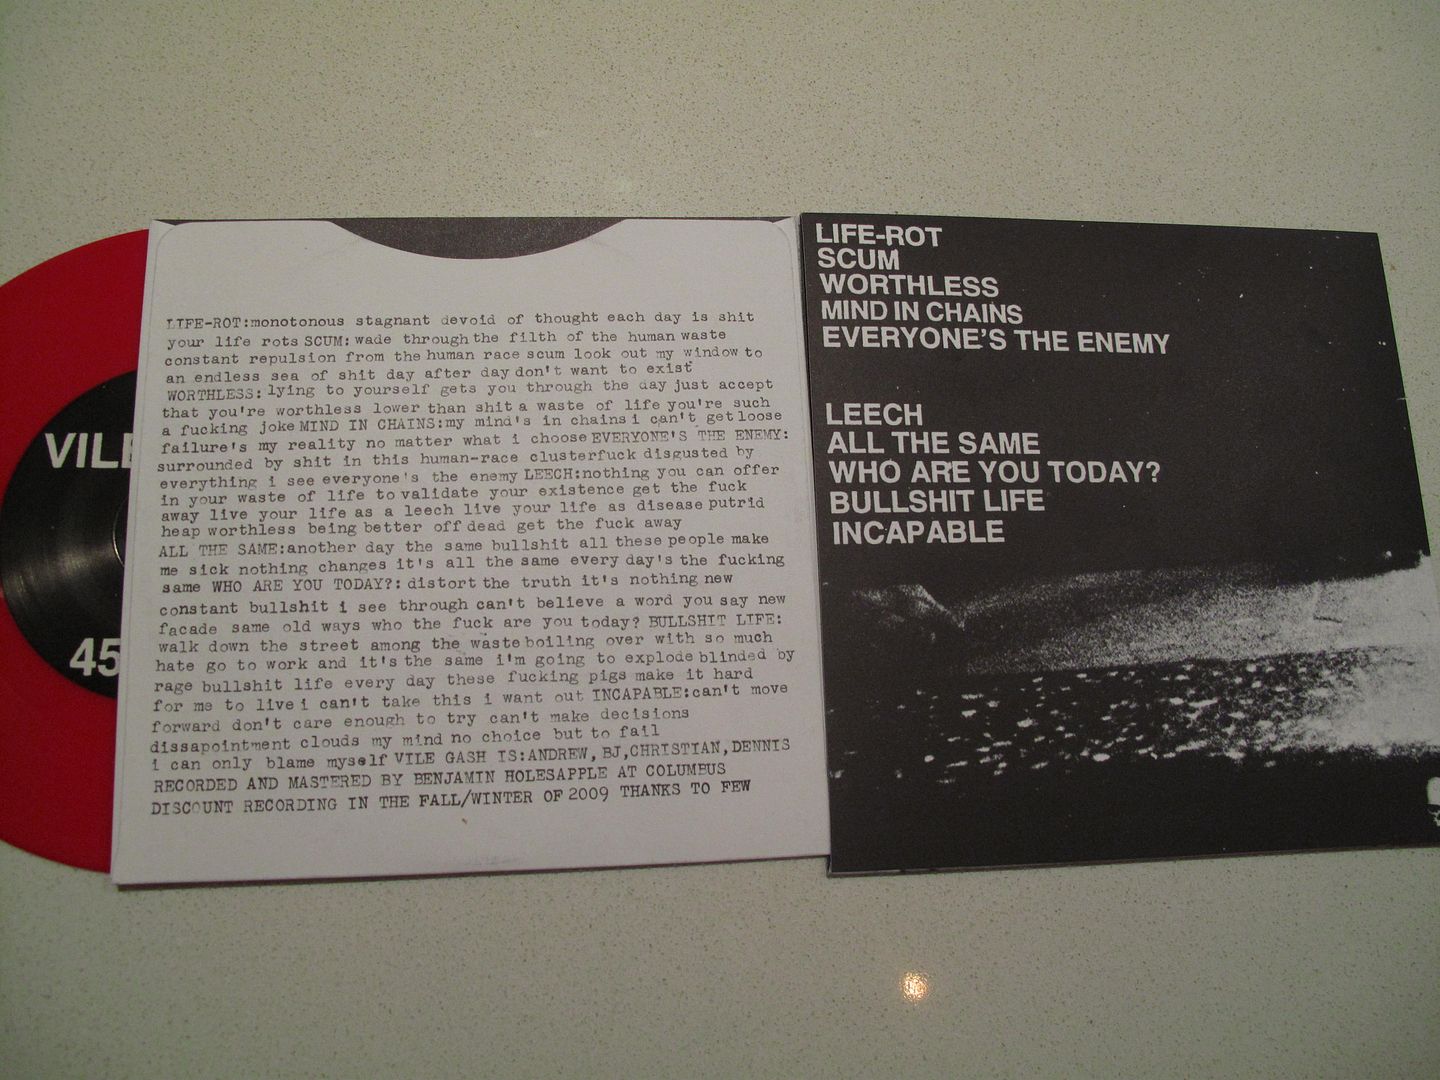 VILE
45
LIFE-ROT:monotonous stagnant devoid of thought each day is shit
your life rots SCUM: wade through the filth of the human waste
constant repulsion from the human race scum look out my window to
an endless sea of shit day after day don't want to exist
WORTHLESS: lying to yourself gets you through the day just accept
that you're worthless lower than shit a waste of life you're such
a fucking joke MIND IN CHAINS:my mind's in chains i can't get loose
failure's my reality no matter what i choose EVERYONE'S THE ENEMY:
surrounded by shit in this human-race clusterfuck disgusted by
everything i see everyone's the enemy LEECH:nothing you can offer
in your waste of life to validate your existence get the fuck
away live your life as a leech live your life as disease putrid
heap worthless being better off dead get the fuck away
ALL THE SAME:another day the same bullshit all these people make
me sick nothing changes it's all the same every day's the fucking
same WHO ARE YOU TODAY?: distort the truth it's nothing new
constant bullshit i see through can't believe a word you say new
facade same old ways who the fuck are you today? BULLSHIT LIFE:
walk down the street among the waste boiling over with so much
hate go to work and it's the same i'm going to explode blinded by
rage bullshit life every day these fucking pigs make it hard
for me to live i can't take this i want out INCAPABLE:can't move
forward don't care enough to try can't make decisions
dissapointment clouds my mind no choice but to fail
i can only blame myself VILE GASH IS:ANDREW, BJ, CHRISTIAN, DENNIS
RECORDED AND MASTERED BY BENJAMIN HOLESAPPLE AT COLUMBUS
DISCOUNT RECORDING IN THE FALL/WINTER OF 2009 THANKS TO FEW
LIFE-ROT
SCUM
WORTHLESS
MIND IN CHAINS
EVERYONE'S THE ENEMY
LEECH
ALL THE SAME
WHO ARE YOU TODAY?
BULLSHIT LIFE
INCAPABLE